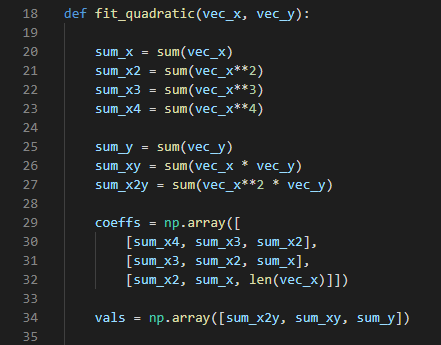 18 def fit_quadratic(vec_x, vec_y):
19
20     sum_x = sum(vec_x)
21     sum_x2 = sum(vec_x**2)
22     sum_x3 = sum(vec_x**3)
23     sum_x4 = sum(vec_x**4)
24
25     sum_y = sum(vec_y)
26     sum_xy = sum(vec_x * vec_y)
27     sum_x2y = sum(vec_x**2 * vec_y)
28
29     coeffs = np.array([
30         [sum_x4, sum_x3, sum_x2],
31         [sum_x3, sum_x2, sum_x],
32         [sum_x2, sum_x, len(vec_x)]])
33
34     vals = np.array([sum_x2y, sum_xy, sum_y])
35